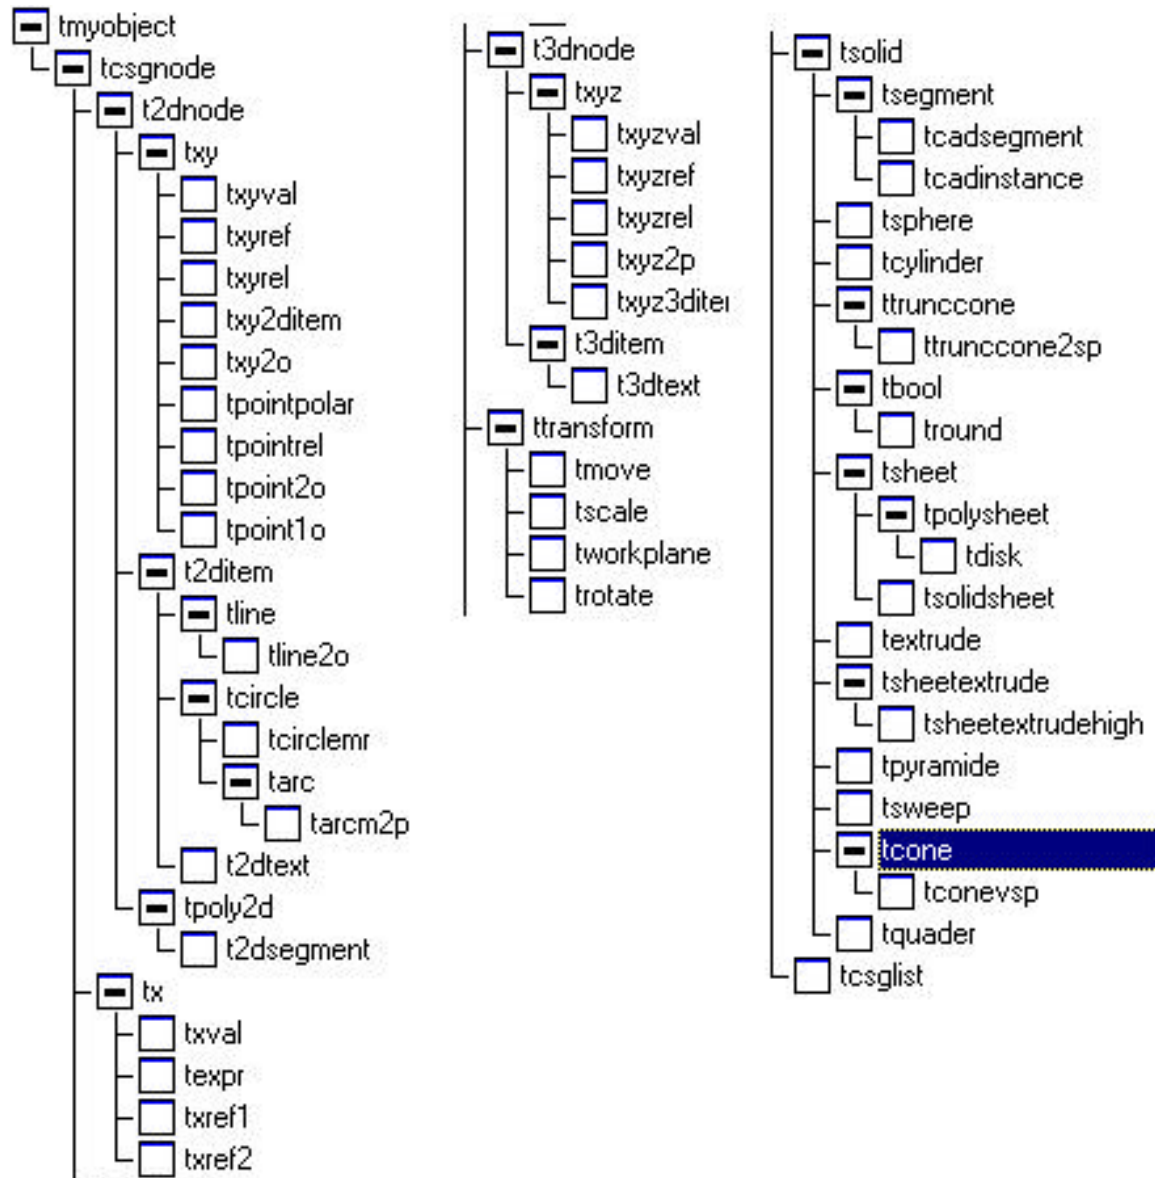 tmyobject
tcsgnode
t2dnode
txy
txyval
txyref
txyrel
txy2ditem
txy2o
tpointpolar
tpointrel
tpoint2o
tpoint1o
t2ditem
tline
tline2o
tcircle
tcirclemr
tarc
tarcm2p
t2dtext
tpoly2d
t2dsegment
tx
txval
texpr
txref1
txref2
t3dnode
txyz
txyzval
txyzref
txyzrel
txyz2p
txyz3diter
t3ditem
t3dtext
ttransform
tmove
tscale
tworkplane
trotate
tsolid
tsegment
tcadsegment
tcadinstance
tsphere
tcylinder
ttrunccone
ttrunccone2sp
tbool
tround
tsheet
tpolysheet
tdisk
tsolidsheet
textrude
tsheetextrude
tsheetextrudehigh
tpyramide
tsweep
tcone
tconevsp
tquader
tcsglist